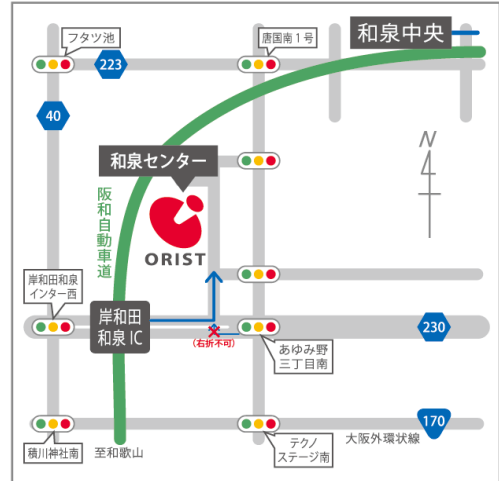 フタツ池
唐国南1号
和泉中央
223
40
和泉センター
N
阪和自動車道
ORIST
岸和田和泉
インター西
岸和田
和泉IC
(右折不可)
230
あゆみ野
三丁目南
170
積川神社南
至和歌山
テクノ
ステージ南
大阪外環状線